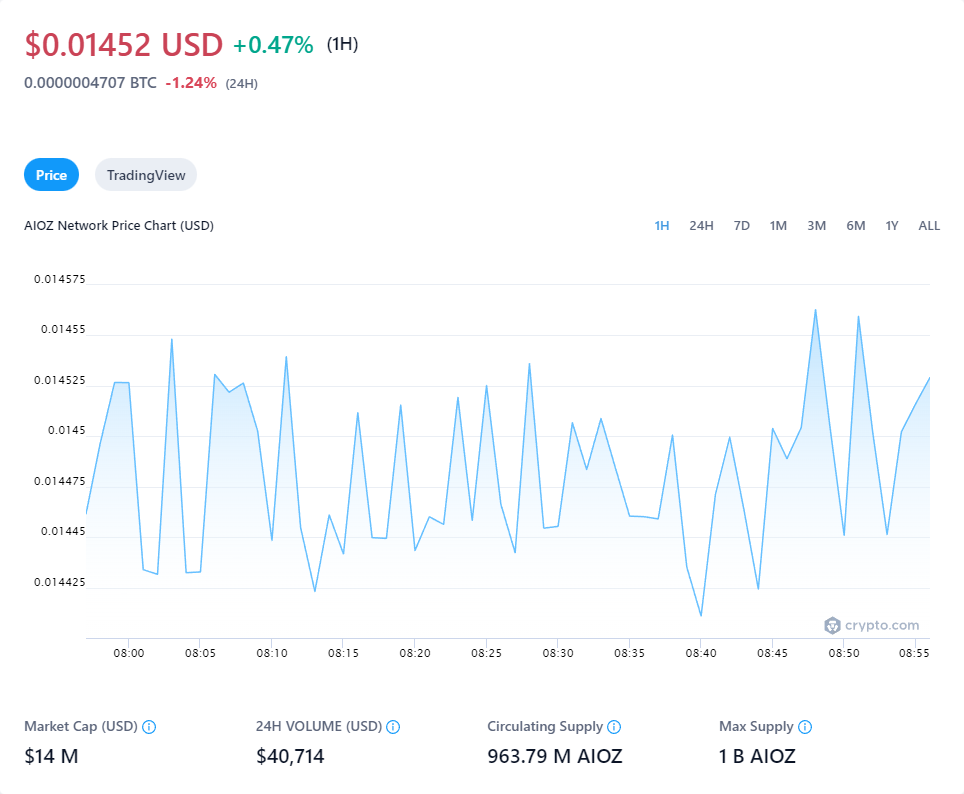 $0.01452 USD +0.47% (1H)
0.0000004707 BTC -1.24% (24H)
Price TradingView
AIOZ Network Price Chart (USD) 1H 24H 7D 1M 3M 6M 1Y ALL
0.014575
0.01455
0.014525
0.0145
0.014475
0.01445
0.014425
crypto.com
08:00 08:05 08:10 08:15 08:20 08:25 08:30 08:35 08:40 08:45 08:50 08:55
Market Cap (USD) 24H VOLUME (USD) Circulating Supply Max Supply
$14 M $40,714 963.79 M AIOZ 1 B AIOZ